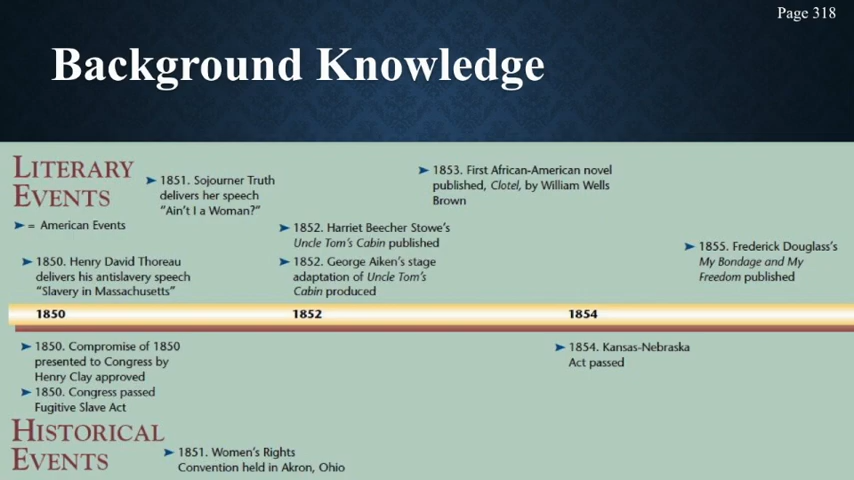 Page 318
Background Knowledge
LITERARY
EVENTS
➤ = American Events
➤ 1850. Henry David Thoreau
delivers his antislavery speech
“Slavery in Massachusetts”
➤ 1851. Sojourner Truth
delivers her speech
“Ain't I a Woman?”
➤ 1852. Harriet Beecher Stowe's
Uncle Tom's Cabin published
➤ 1852. George Aiken's stage
adaptation of Uncle Tom's
Cabin produced
➤ 1853. First African-American novel
published, Clotel, by William Wells
Brown
➤ 1855. Frederick Douglass's
My Bondage and My
Freedom published
1850
1852
1854
➤ 1850. Compromise of 1850
presented to Congress by
Henry Clay approved
➤ 1850. Congress passed
Fugitive Slave Act
➤ 1854. Kansas-Nebraska
Act passed
HISTORICAL
EVENTS
➤ 1851. Women's Rights
Convention held in Akron, Ohio